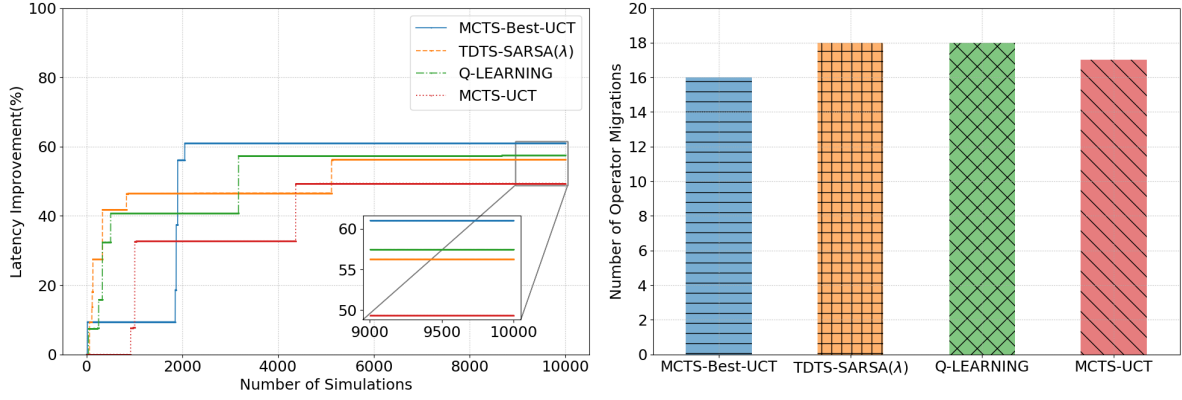 100
80
60
40
20
0
Latency Improvement(%)
MCTS-Best-UCT
TDTS-SARSA(λ)
Q-LEARNING
MCTS-UCT
60
55
50
9000 9500 10000
0 2000 4000 6000 8000 10000
Number of Simulations
20
18
16
14
12
10
8
6
4
2
0
Number of Operator Migrations
MCTS-Best-UCT TDTS-SARSA(λ) Q-LEARNING MCTS-UCT